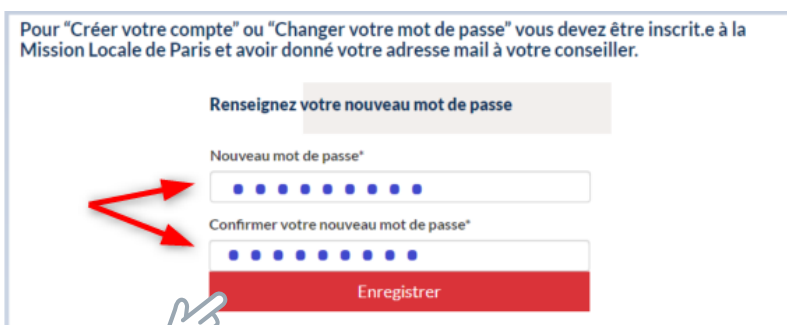 Pour “Créer votre compte” ou “Changer votre mot de passe” vous devez être inscrit.e à la
Mission Locale de Paris et avoir donné votre adresse mail à votre conseiller.
Renseignez votre nouveau mot de passe
Nouveau mot de passe*
Confirmer votre nouveau mot de passe*
Enregistrer